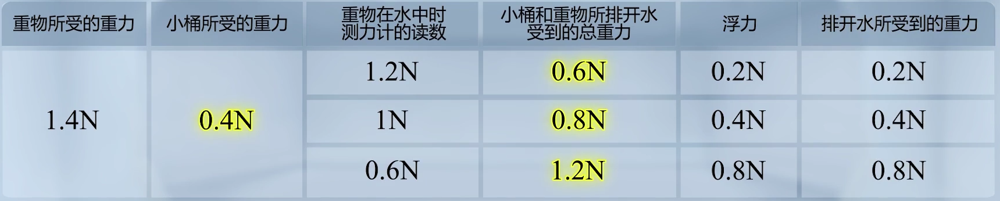 重物所受的重力
小桶所受的重力
重物在水中时
测力计的读数
小桶和重物所排开水
受到的总重力
浮力
排开水所受到的重力
1.4N
0.4N
1.2N
0.6N
0.2N
0.2N
1N
0.8N
0.4N
0.4N
0.6N
1.2N
0.8N
0.8N